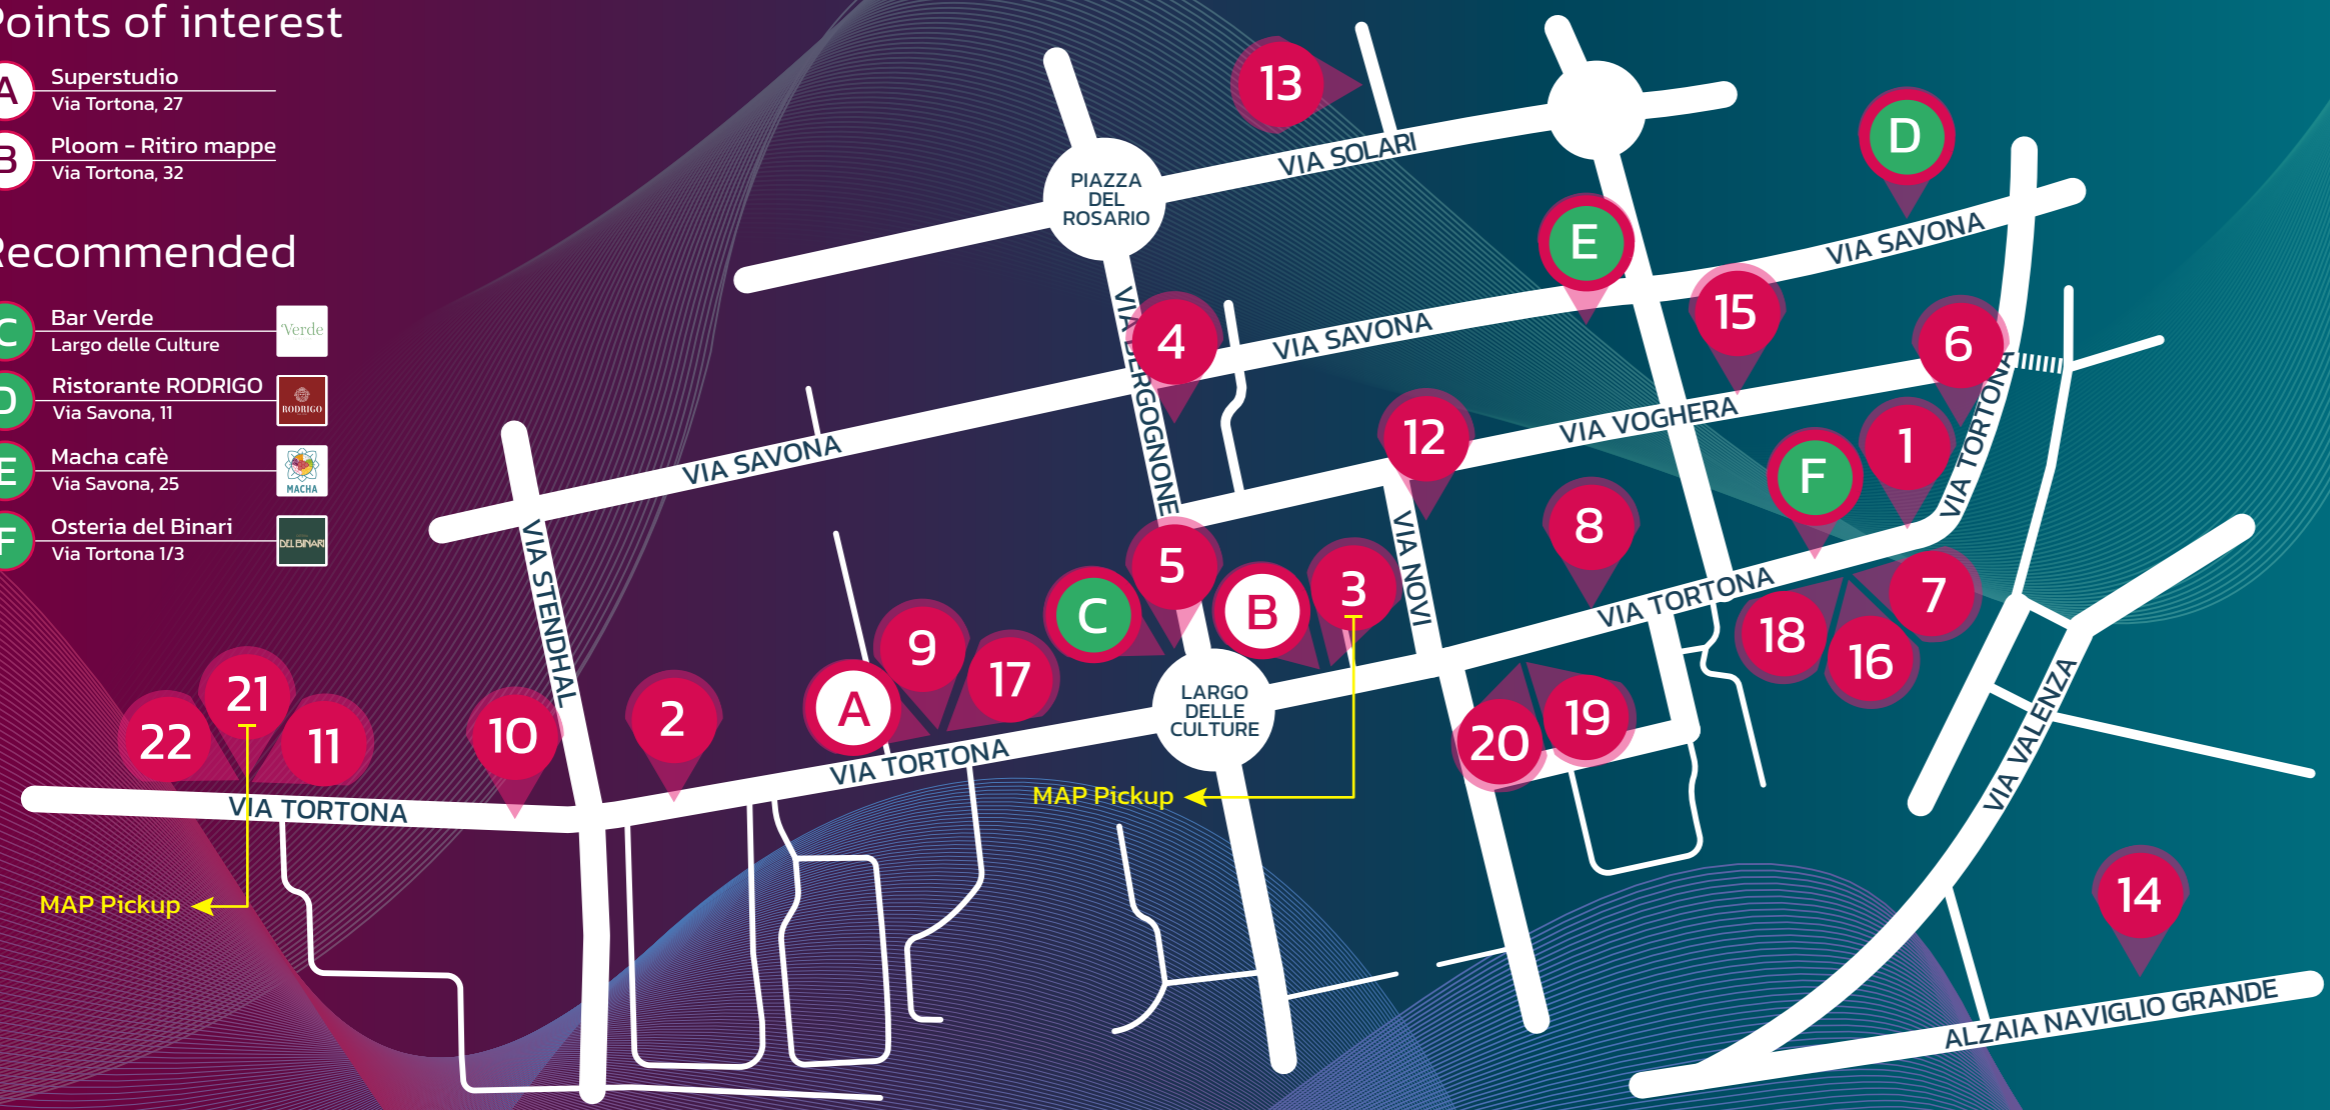 Points of interest
A
Superstudio
Via Tortona, 27
B
Ploom - Ritiro mappe
Via Tortona, 32
Recommended
C
Bar Verde
Largo delle Culture
Verde
D
Ristorante RODRIGO
Via Savona, 11
RODRIGO
E
Macha cafè
Via Savona, 25
MACHA
F
Osteria del Binari
Via Tortona 1/3
DEL BINARI
13
VIA SOLARI
PIAZZA
DEL
ROSARIO
D
E
VIA SAVONA
15
6
4
VIA BERGOGNONE
VIA SAVONA
VIA SAVONA
12
VIA VOGHERA
VIA TORTONA
F
1
VIA STENDHAL
VIA NOVI
8
5
C
B
3
VIA TORTONA
7
18
16
9
17
A
2
10
22
21
11
LARGO
DELLE
CULTURE
20
19
VIA TORTONA
VIA TORTONA
MAP Pickup
MAP Pickup
VIA VALENZA
14
ALZAIA NAVIGLIO GRANDE